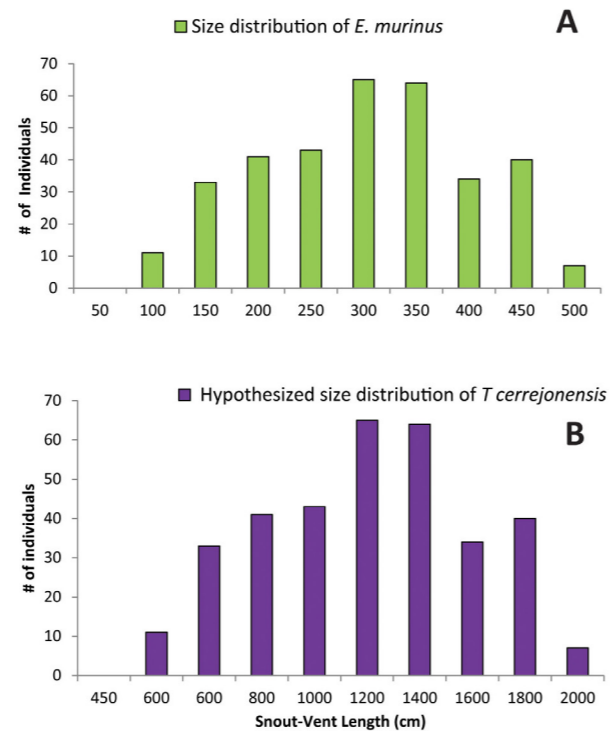 Size distribution of E. murinus
A
70
60
50
40
30
20
10
0
# of Individuals
50 100 150 200 250 300 350 400 450 500
Hypothesized size distribution of T cerrejonensis
B
70
60
50
40
30
20
10
0
# of individuals
450 600 600 800 1000 1200 1400 1600 1800 2000
Snout-Vent Length (cm)